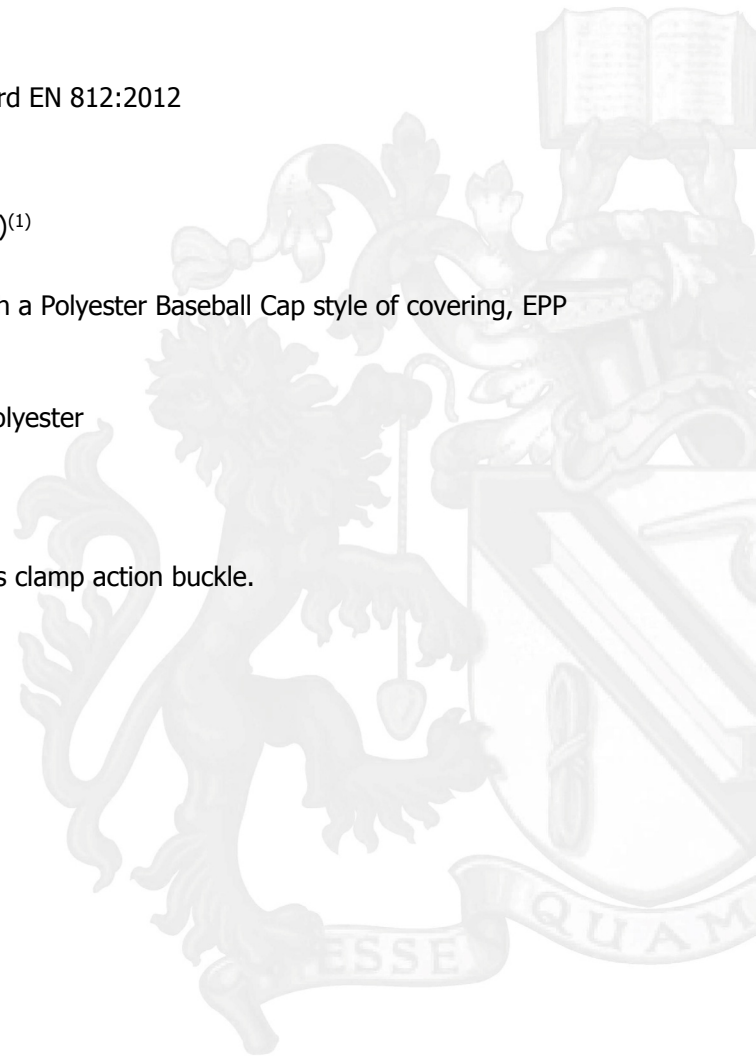 rd EN 812:2012
)(1)
n a Polyester Baseball Cap style of covering, EPP
olyester
s clamp action buckle.
ESSE QUAM